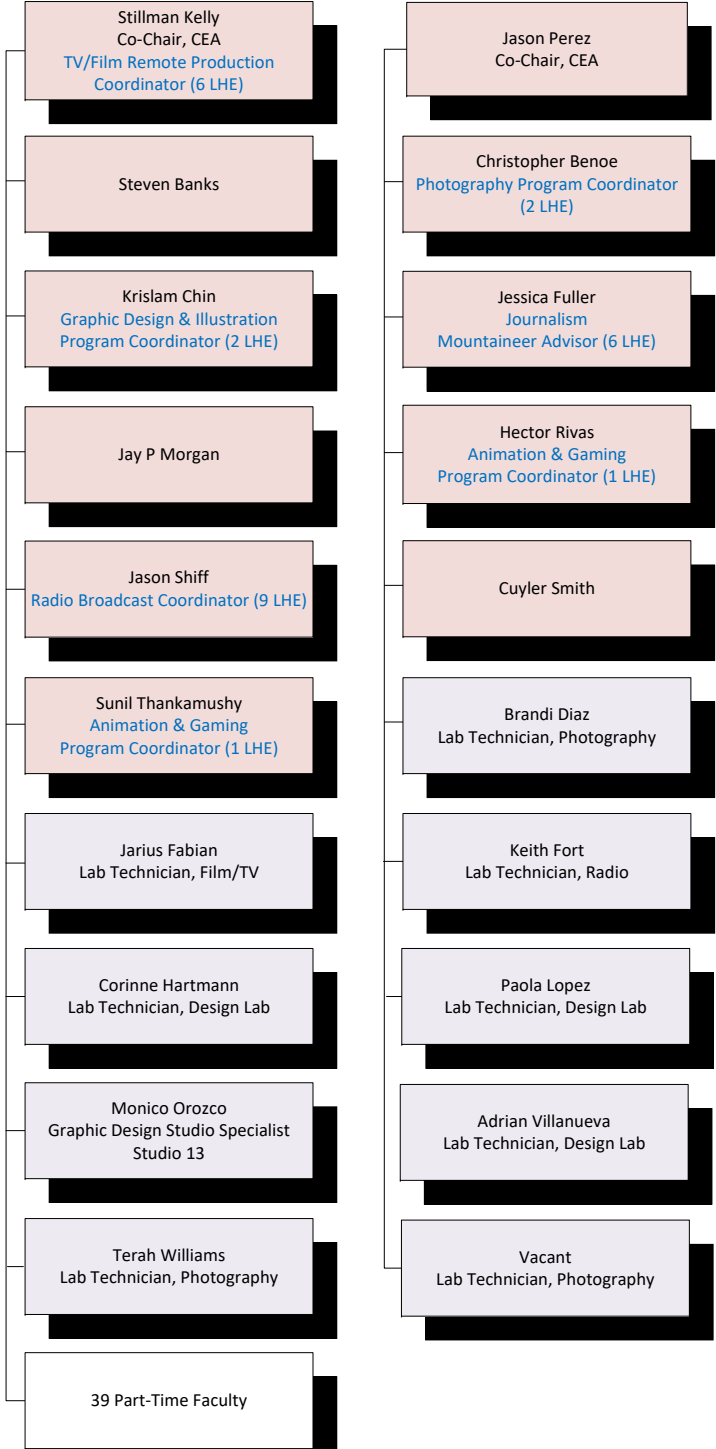 Stillman Kelly
Co-Chair, CEA
TV/Film Remote Production
Coordinator (6 LHE)
Jason Perez
Co-Chair, CEA
Steven Banks
Christopher Benoe
Photography Program Coordinator
(2 LHE)
Krislam Chin
Graphic Design & Illustration
Program Coordinator (2 LHE)
Jessica Fuller
Journalism
Mountaineer Advisor (6 LHE)
Jay P Morgan
Hector Rivas
Animation & Gaming
Program Coordinator (1 LHE)
Jason Shiff
Radio Broadcast Coordinator (9 LHE)
Cuyler Smith
Sunil Thankamushy
Animation & Gaming
Program Coordinator (1 LHE)
Brandi Diaz
Lab Technician, Photography
Jarius Fabian
Lab Technician, Film/TV
Keith Fort
Lab Technician, Radio
Corinne Hartmann
Lab Technician, Design Lab
Paola Lopez
Lab Technician, Design Lab
Monico Orozco
Graphic Design Studio Specialist
Studio 13
Adrian Villanueva
Lab Technician, Design Lab
Terah Williams
Lab Technician, Photography
Vacant
Lab Technician, Photography
39 Part-Time Faculty